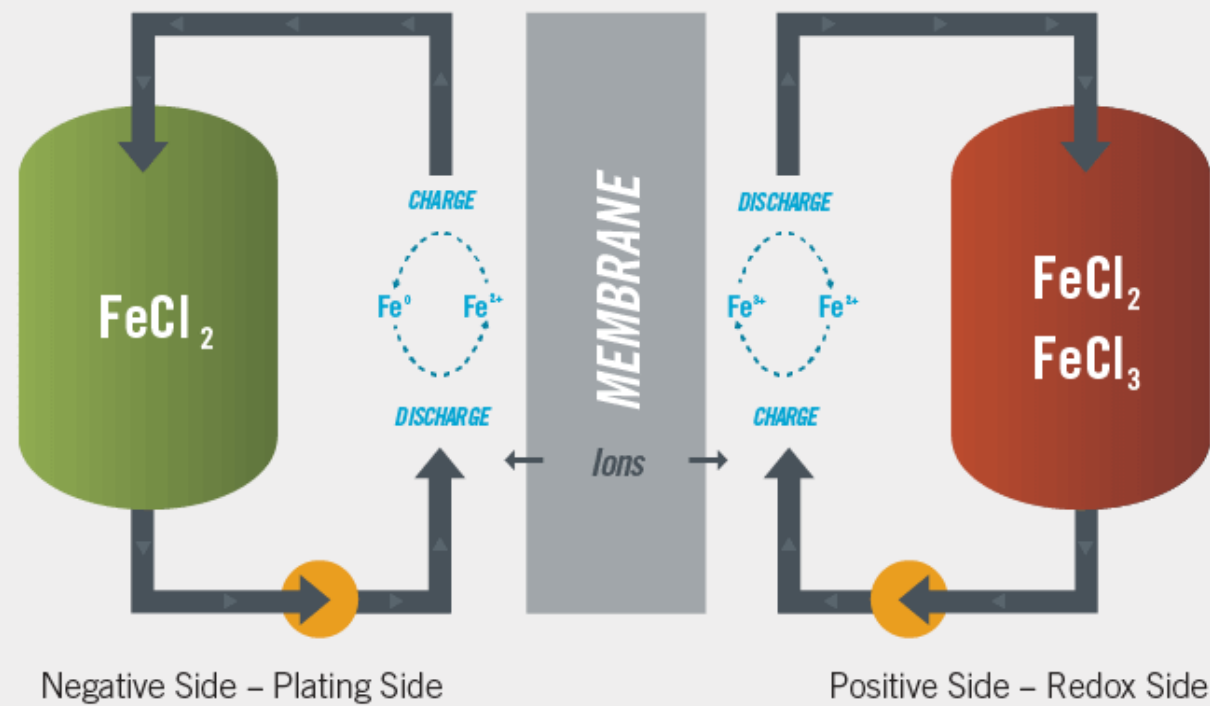 CHARGE
DISCHARGE
FeCl₂
Fe⁰ Fe²⁺
MEMBRANE
Fe³⁺ Fe²⁺
FeCl₂
FeCl₃
DISCHARGE
CHARGE
Ions
Negative Side – Plating Side
Positive Side – Redox Side